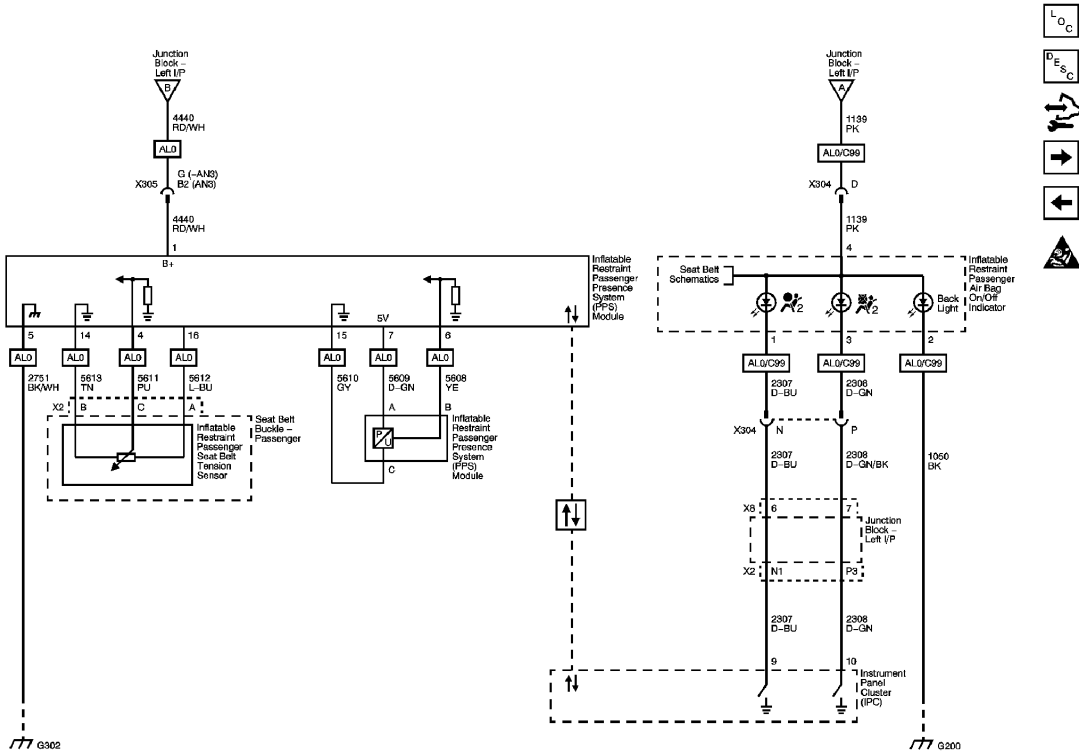 Junction
Block –
Left I/P
B
4440
RD/WH
AL0
G (–AN3)
B2 (AN3)
X305
4440
RD/WH
1
B+
Inflatable
Restraint
Passenger
Presence
System
(PPS)
Module
5V
5
14
4
16
15
7
6
AL0
AL0
AL0
AL0
AL0
AL0
AL0
2751
BK/WH
5613
TN
5611
PU
5612
L–BU
5610
GY
5609
D–GN
5608
YE
X2
B
C
A
Seat Belt
Buckle –
Passenger
Inflatable
Restraint
Passenger
Seat Belt
Tension
Sensor
A
B
P
U
C
Inflatable
Restraint
Passenger
Presence
System
(PPS)
Module
G302
Junction
Block –
Left I/P
A
1139
PK
AL0/C99
X304
D
1139
PK
4
Seat Belt
Schematics
2
2
Back
Light
Inflatable
Restraint
Passenger
Air Bag
On/Off
Indicator
1
3
2
AL0/C99
AL0/C99
AL0/C99
2307
D–BU
2308
D–GN
X304
N
P
2307
D–BU
2308
D–GN/BK
1050
BK
X8
6
7
Junction
Block –
Left I/P
X2
N1
P3
2307
D–BU
2308
D–GN
9
10
Instrument
Panel
Cluster
(IPC)
G200
L
O
C
D
E
S
C